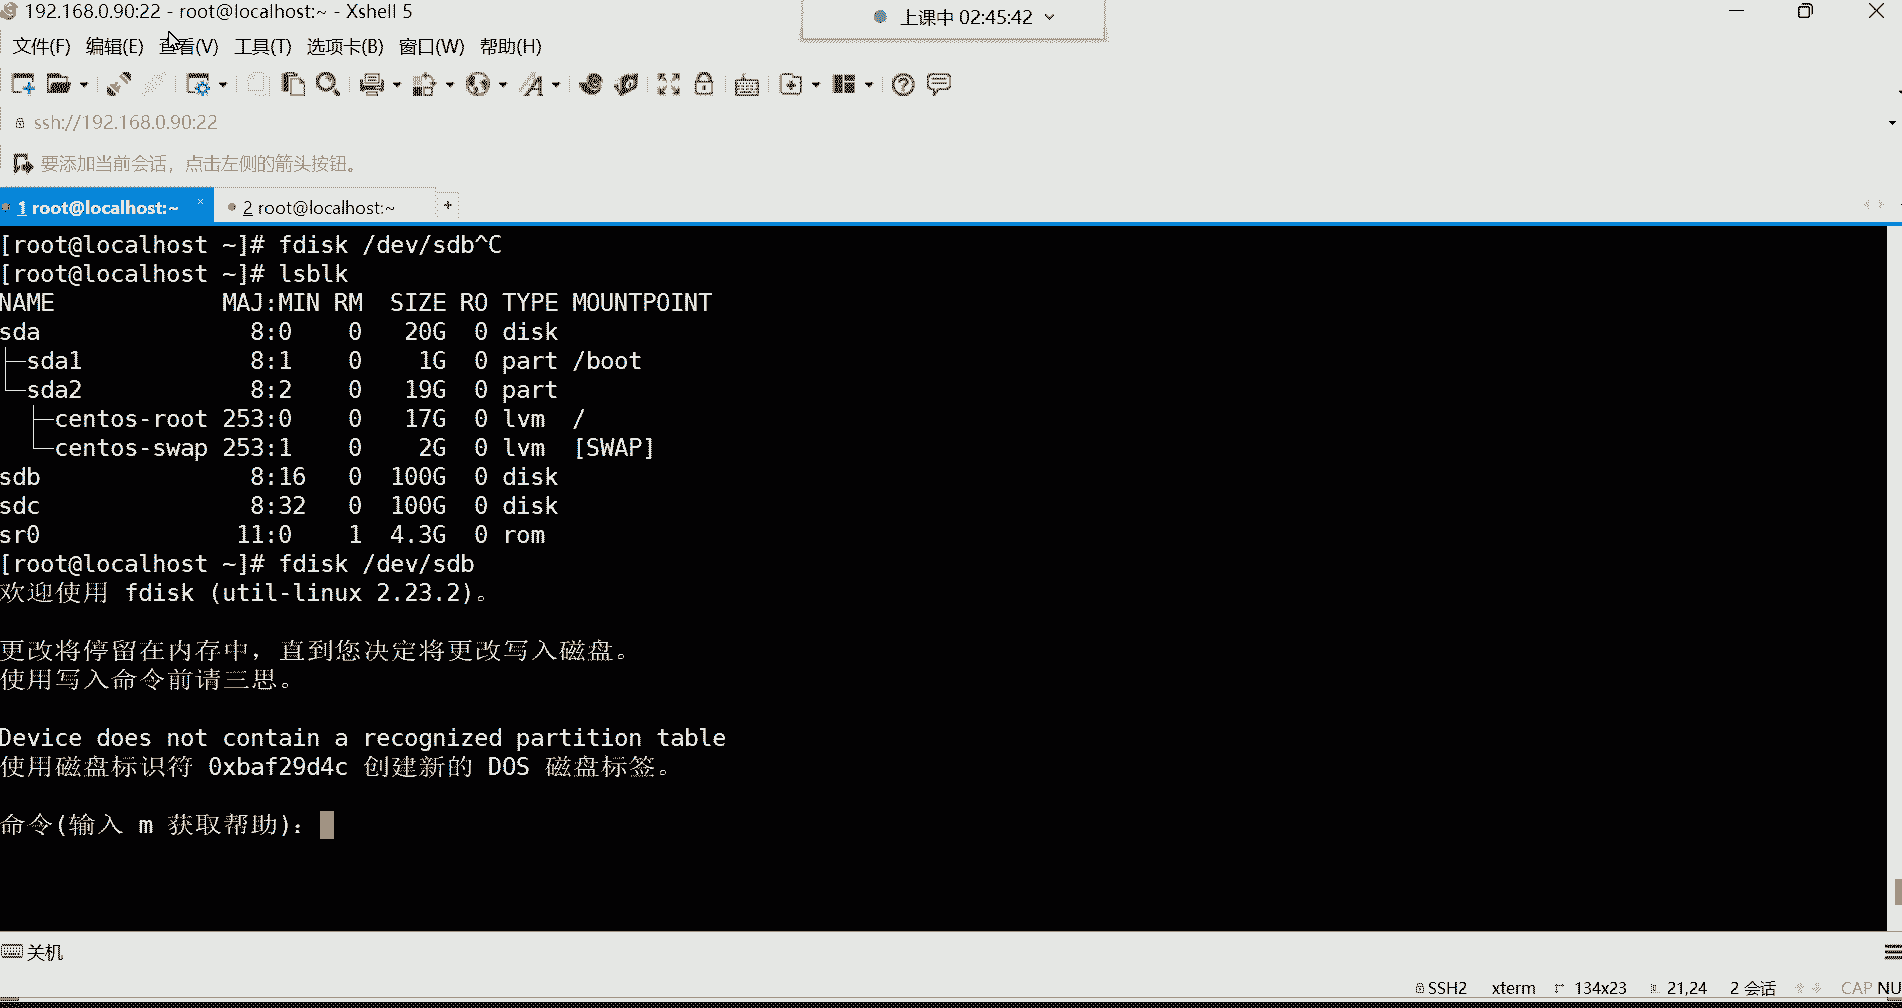 192.168.0.90:22 - root@localhost:~ - Xshell 5
上课中 02:45:42
文件(F) 编辑(E) 查看(V) 工具(T) 选项卡(B) 窗口(W) 帮助(H)
ssh://192.168.0.90:22
要添加当前会话，点击左侧的箭头按钮。
1 root@localhost:~ × 2 root@localhost:~ +
[root@localhost ~]# fdisk /dev/sdb^C
[root@localhost ~]# lsblk
NAME            MAJ:MIN RM  SIZE RO TYPE MOUNTPOINT
sda               8:0    0   20G  0 disk
├─sda1            8:1    0    1G  0 part /boot
└─sda2            8:2    0   19G  0 part
  ├─centos-root 253:0    0   17G  0 lvm  /
  └─centos-swap 253:1    0    2G  0 lvm  [SWAP]
sdb               8:16   0  100G  0 disk
sdc               8:32   0  100G  0 disk
sr0              11:0    1  4.3G  0 rom
[root@localhost ~]# fdisk /dev/sdb
欢迎使用 fdisk (util-linux 2.23.2)。
更改将停留在内存中，直到您决定将更改写入磁盘。
使用写入命令前请三思。
Device does not contain a recognized partition table
使用磁盘标识符 0xbaf29d4c 创建新的 DOS 磁盘标签。
命令(输入 m 获取帮助)：
关机
SSH2 xterm 134x23 21,24 2 会话 CAP NU